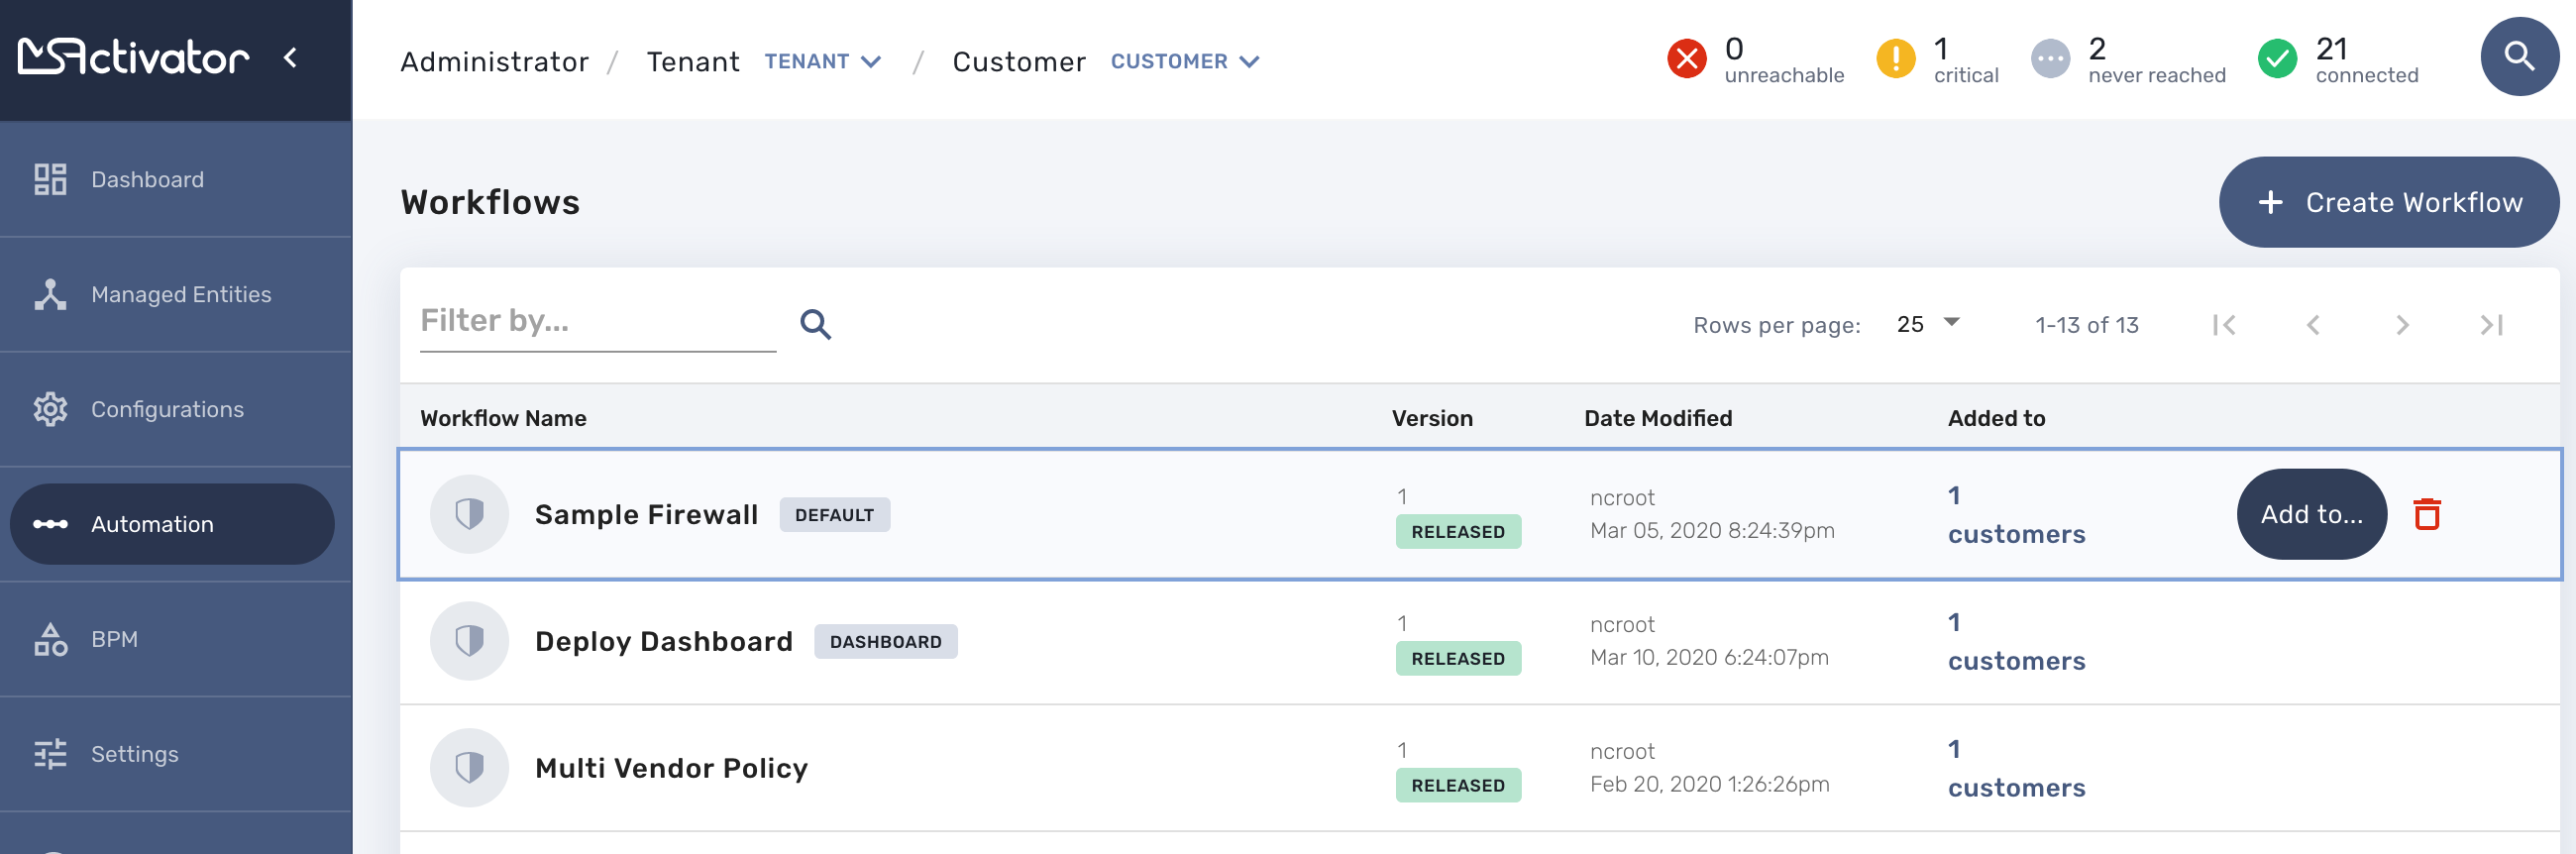 MSActivator
Administrator / Tenant TENANT / Customer CUSTOMER
0 unreachable
1 critical
2 never reached
21 connected
Dashboard
Managed Entities
Configurations
Automation
BPM
Settings
Workflows
+ Create Workflow
Filter by...
Rows per page: 25
1-13 of 13
Workflow Name Version Date Modified Added to
Sample Firewall DEFAULT
1
RELEASED
ncroot
Mar 05, 2020 8:24:39pm
1
customers
Add to...
Deploy Dashboard DASHBOARD
1
RELEASED
ncroot
Mar 10, 2020 6:24:07pm
1
customers
Multi Vendor Policy
1
RELEASED
ncroot
Feb 20, 2020 1:26:26pm
1
customers